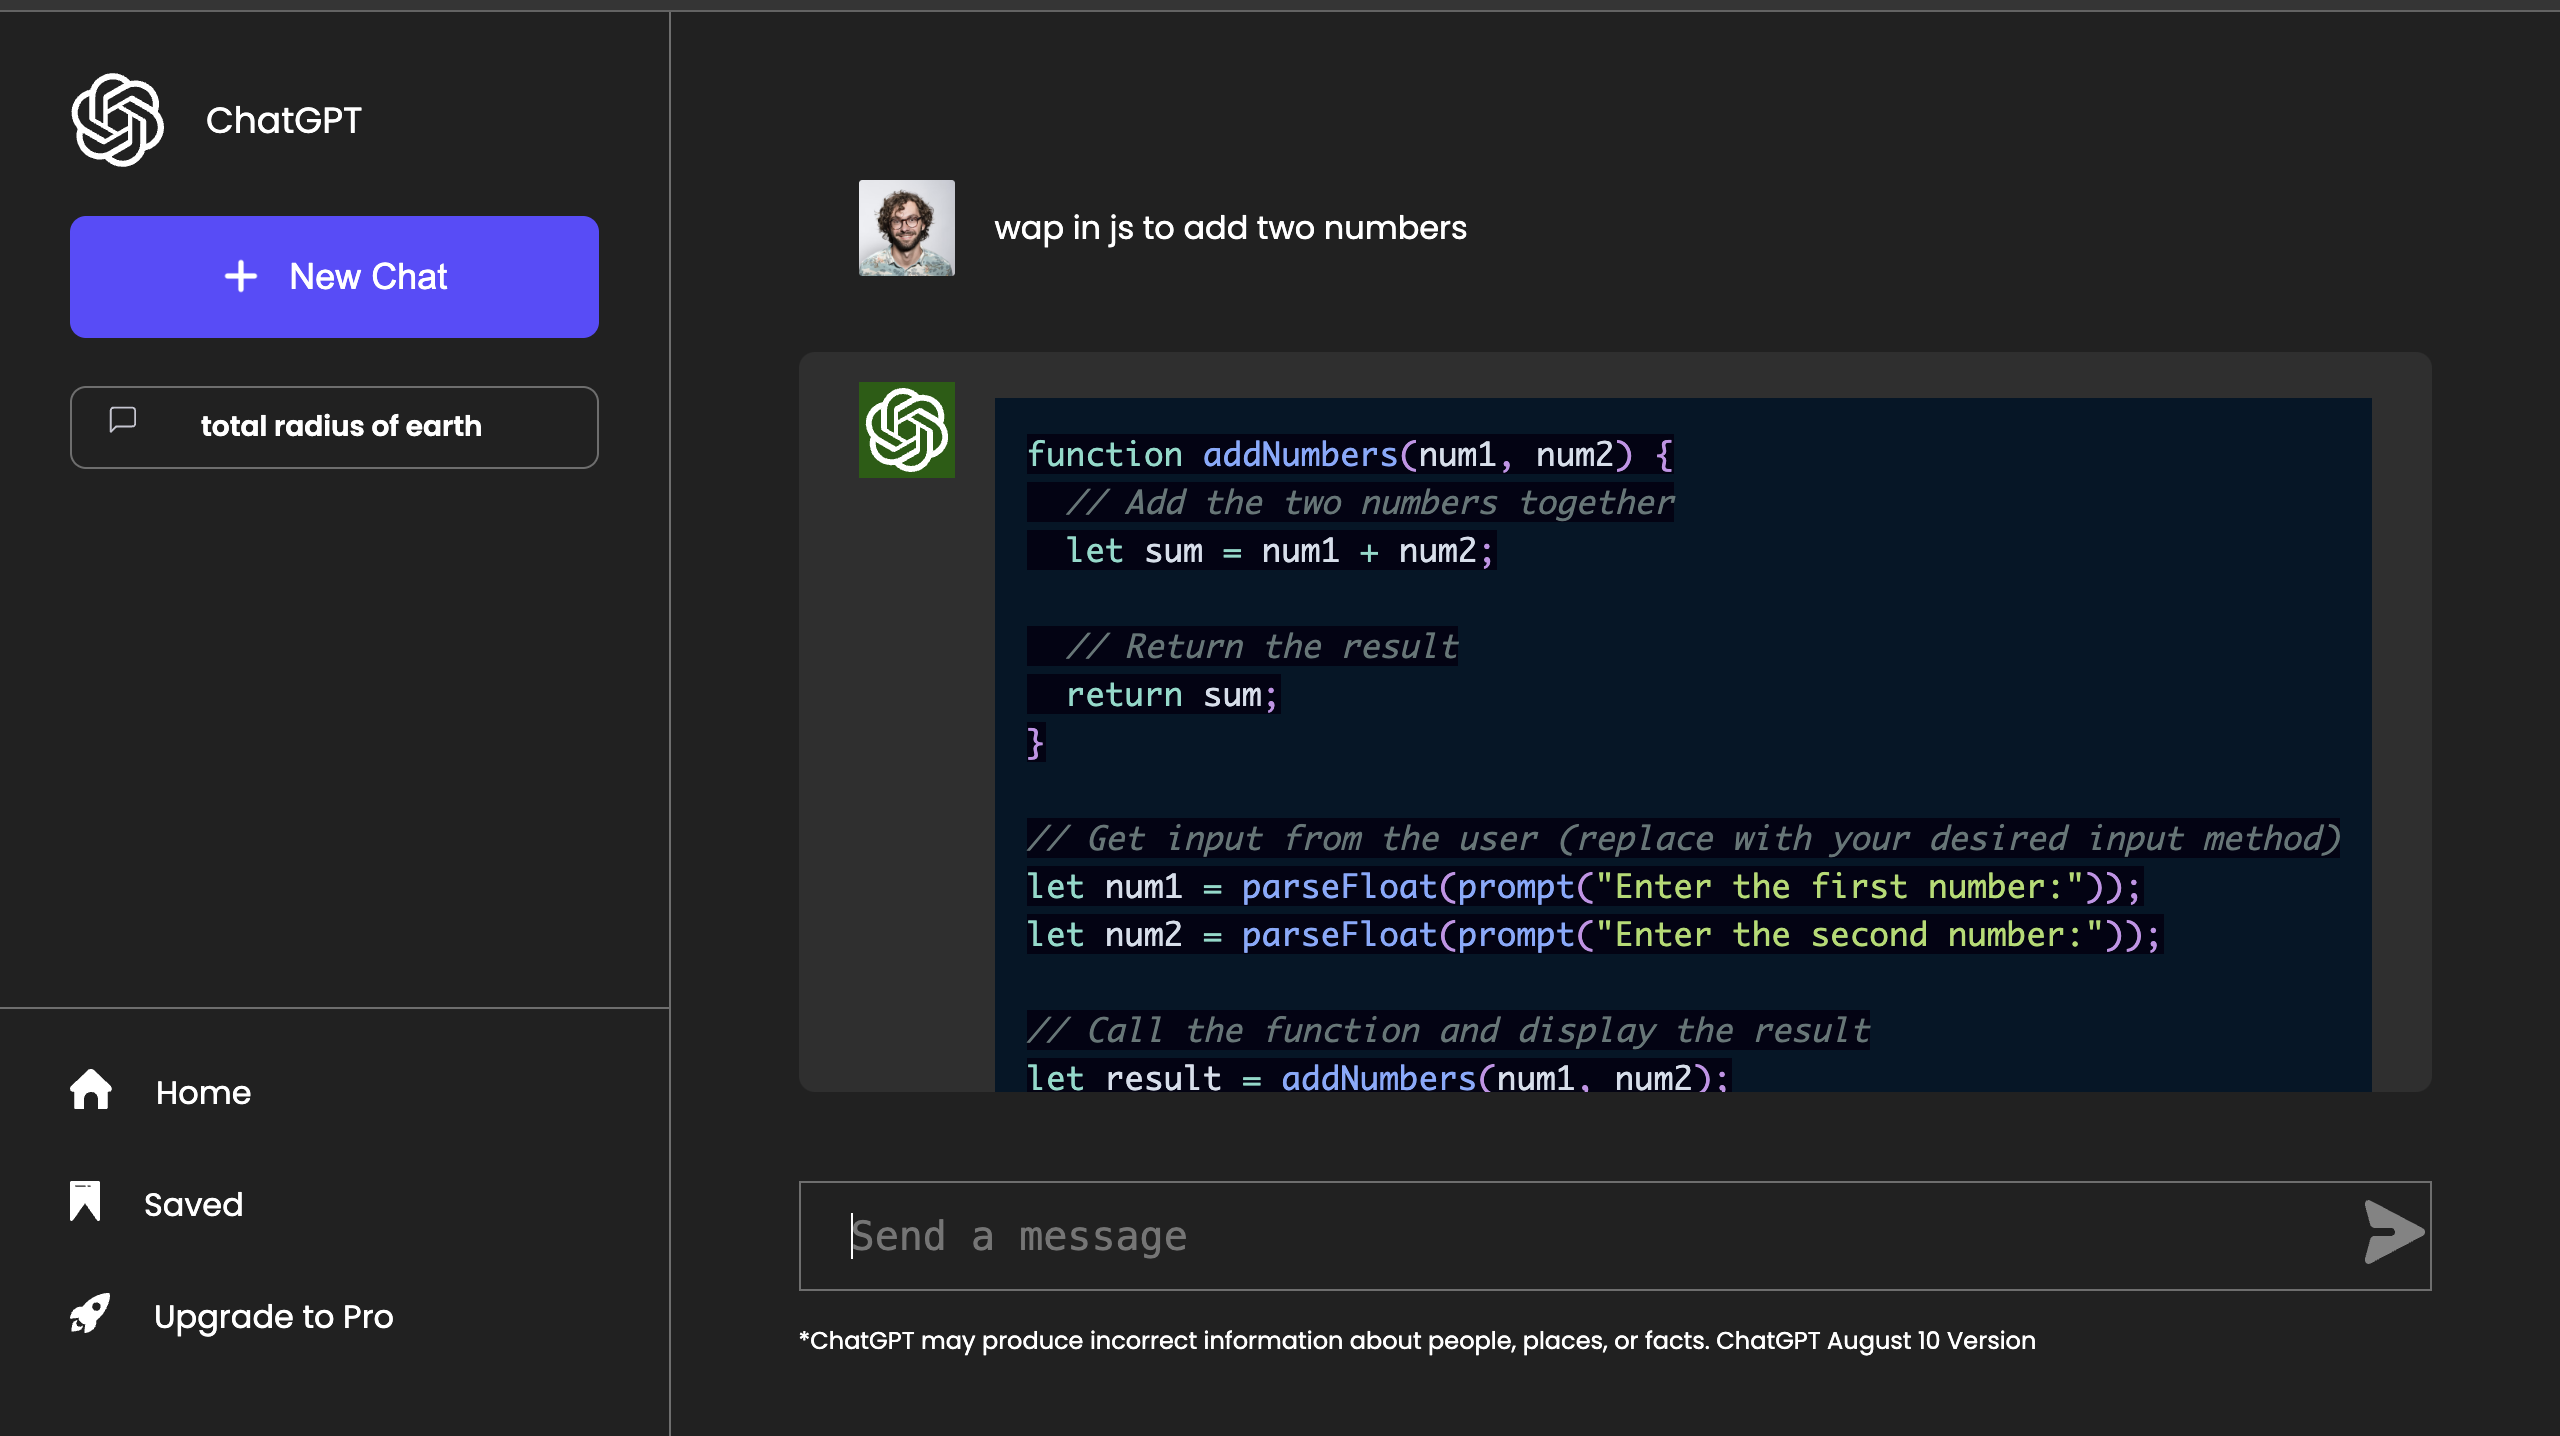 ChatGPT
New Chat
total radius of earth
Home
Saved
Upgrade to Pro
wap in js to add two numbers
function addNumbers(num1, num2) {
  // Add the two numbers together
  let sum = num1 + num2;

  // Return the result
  return sum;
}

// Get input from the user (replace with your desired input method)
let num1 = parseFloat(prompt("Enter the first number:"));
let num2 = parseFloat(prompt("Enter the second number:"));

// Call the function and display the result
let result = addNumbers(num1, num2);
Send a message
*ChatGPT may produce incorrect information about people, places, or facts. ChatGPT August 10 Version